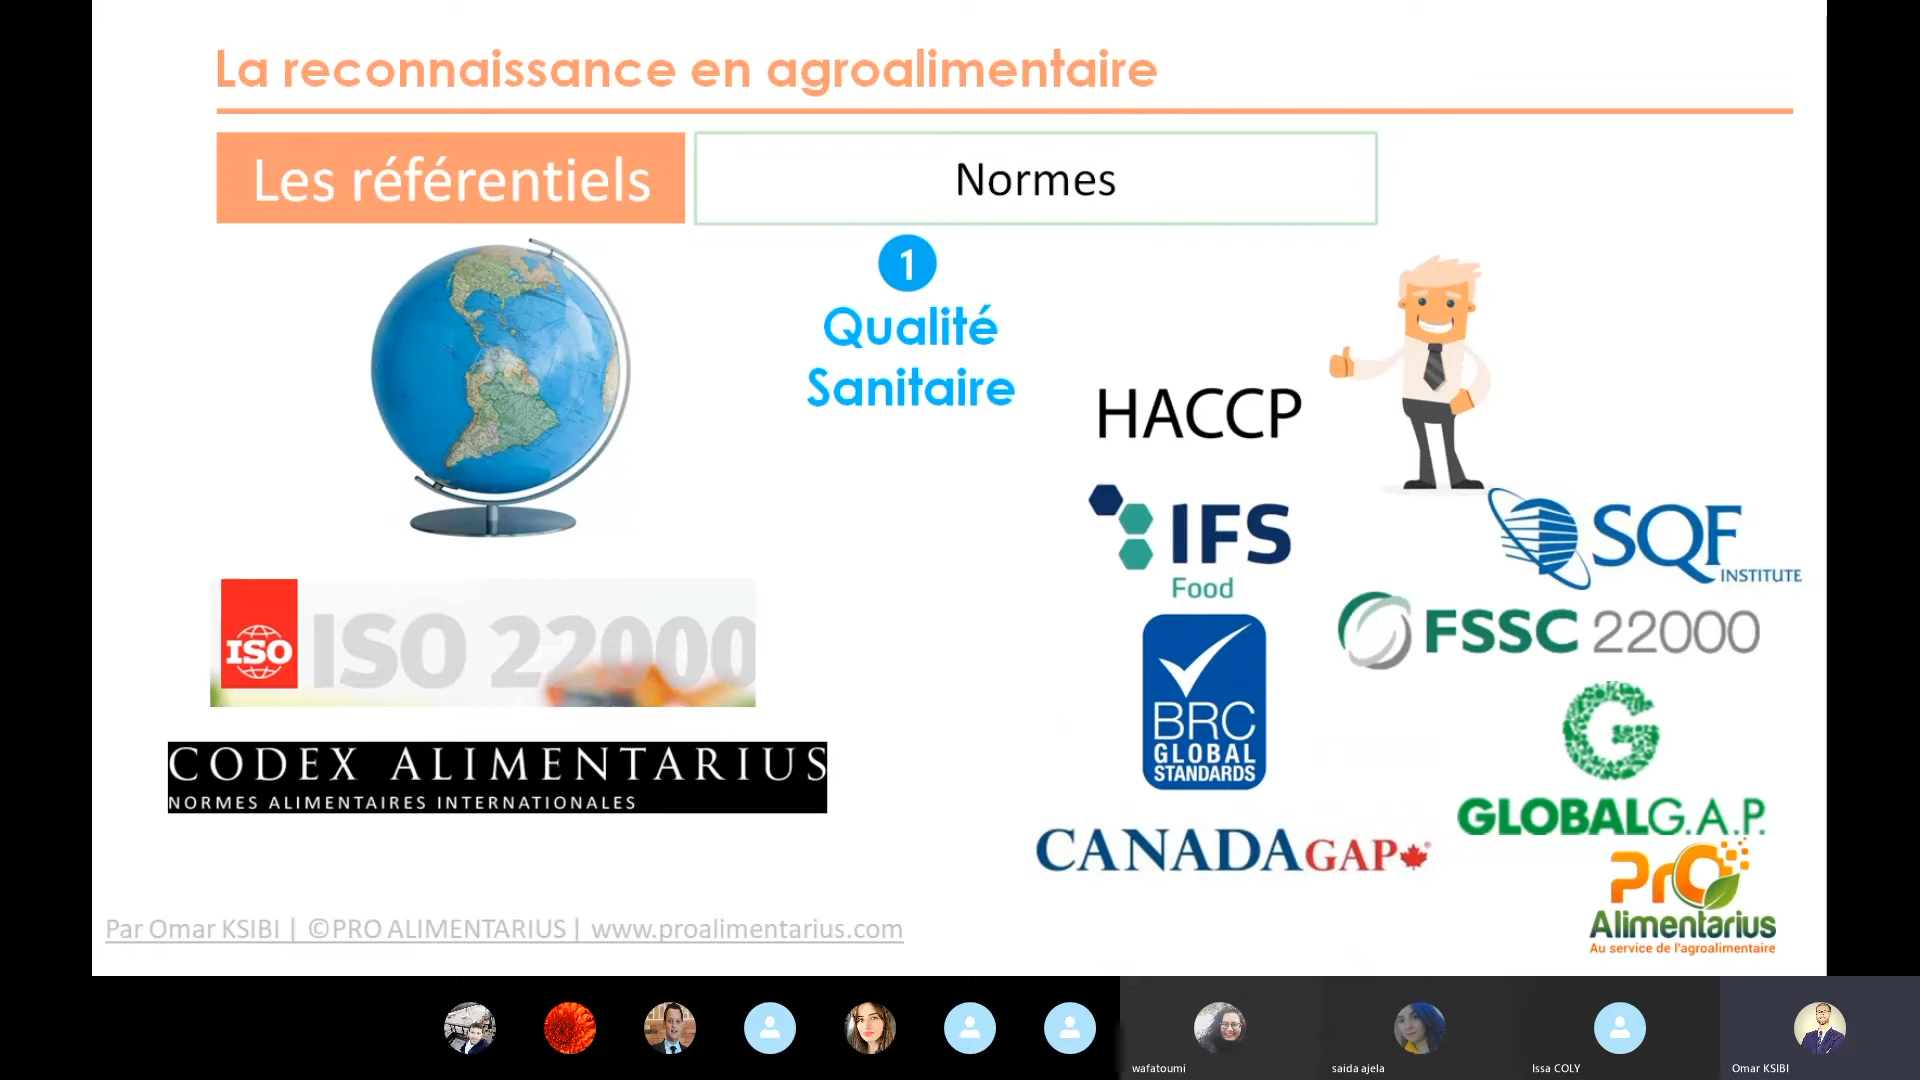 La reconnaissance en agroalimentaire
Les référentiels
Normes
1
Qualité
Sanitaire
HACCP
IFS
Food
SQF
INSTITUTE
FSSC 22000
BRC
GLOBAL
STANDARDS
G
GLOBALG.A.P.
CANADAGAP
ISO
ISO 22000
CODEX ALIMENTARIUS
NORMES ALIMENTAIRES INTERNATIONALES
PrO
Alimentarius
Au service de l'agroalimentaire
Par Omar KSIBI | ©PRO ALIMENTARIUS | www.proalimentarius.com
wafatoumi
saida ajela
Issa COLY
Omar KSIBI